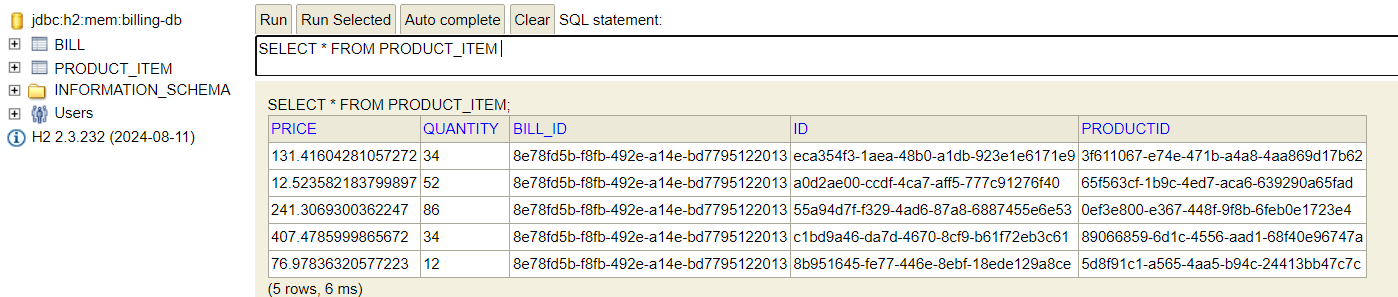 jdbc:h2:mem:billing-db
BILL
PRODUCT_ITEM
INFORMATION_SCHEMA
Users
H2 2.3.232 (2024-08-11)
Run Run Selected Auto complete Clear SQL statement:
SELECT * FROM PRODUCT_ITEM
SELECT * FROM PRODUCT_ITEM;
PRICE QUANTITY BILL_ID ID PRODUCTID
131.41604281057272 34 8e78fd5b-f8fb-492e-a14e-bd7795122013 eca354f3-1aea-48b0-a1db-923e1e6171e9 3f611067-e74e-471b-a4a8-4aa869d17b62
12.523582183799897 52 8e78fd5b-f8fb-492e-a14e-bd7795122013 a0d2ae00-ccdf-4ca7-aff5-777c91276f40 65f563cf-1b9c-4ed7-aca6-639290a65fad
241.3069300362247 86 8e78fd5b-f8fb-492e-a14e-bd7795122013 55a94d7f-f329-4ad6-87a8-6887455e6e53 0ef3e800-e367-448f-9f8b-6feb0e1723e4
407.4785999865672 34 8e78fd5b-f8fb-492e-a14e-bd7795122013 c1bd9a46-da7d-4670-8cf9-b61f72eb3c61 89066859-6d1c-4556-aad1-68f40e96747a
76.97836320577223 12 8e78fd5b-f8fb-492e-a14e-bd7795122013 8b951645-fe77-446e-8ebf-18ede129a8ce 5d8f91c1-a565-4aa5-b94c-24413bb47c7c
(5 rows, 6 ms)